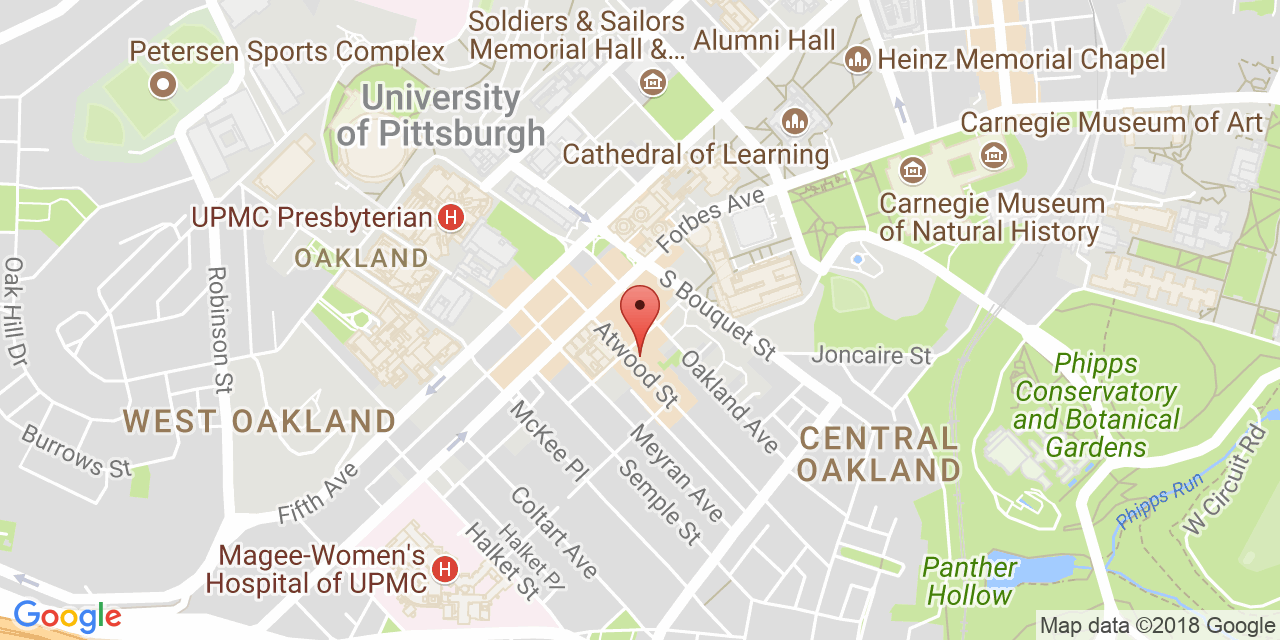 Soldiers & Sailors
Memorial Hall &...
Alumni Hall
Petersen Sports Complex
Heinz Memorial Chapel
University
of Pittsburgh
Carnegie Museum of Art
Cathedral of Learning
UPMC Presbyterian
H
Forbes Ave
Carnegie Museum
of Natural History
OAKLAND
Oak Hill Dr
Robinson St
S Bouquet St
Atwood St
Joncaire St
Oakland Ave
Phipps
Conservatory
and Botanical
Gardens
WEST OAKLAND
McKee Pl
CENTRAL
OAKLAND
Burrows St
Meyran Ave
Semple St
Fifth Ave
W Circuit Rd
Phipps Run
Coltart Ave
Halket Pl
Halket St
Magee-Women's
Hospital of UPMC
H
Panther
Hollow
Google
Map data ©2018 Google